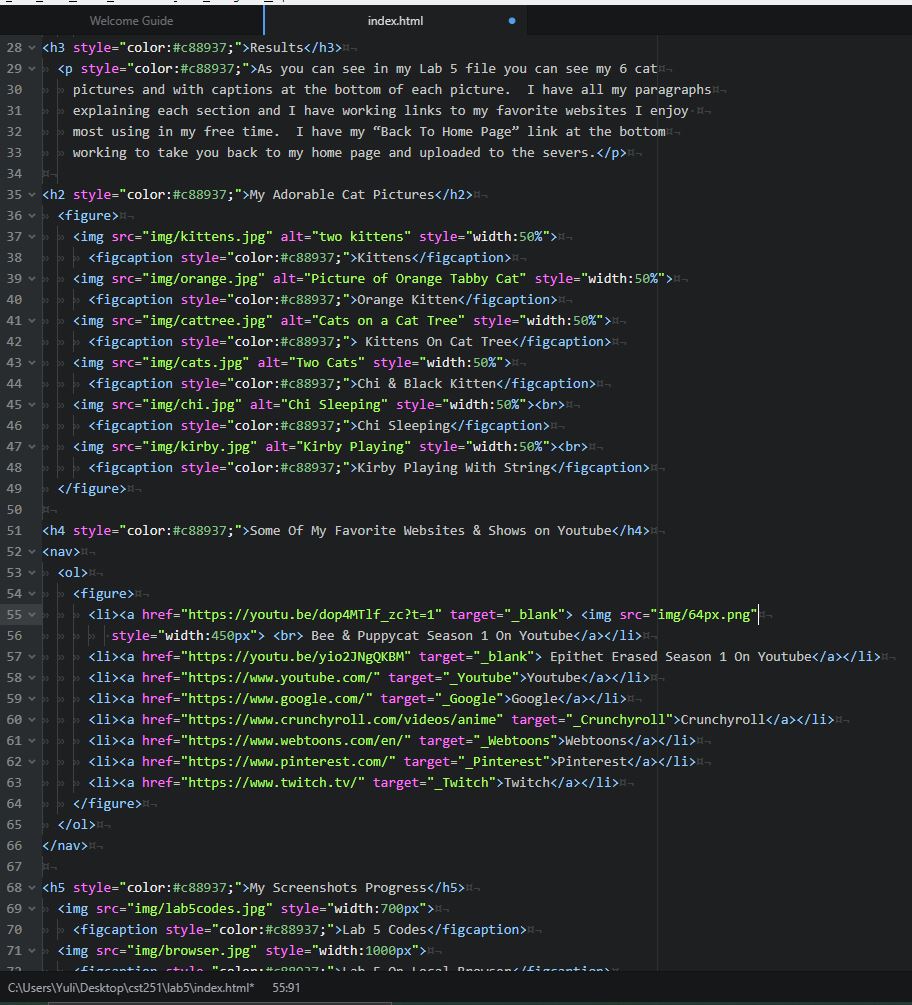 Welcome Guide
index.html
28 <h3 style="color:#c88937;">Results</h3>
29 <p style="color:#c88937;">As you can see in my Lab 5 file you can see my 6 cat
30 pictures and with captions at the bottom of each picture.  I have all my paragraphs
31 explaining each section and I have working links to my favorite websites I enjoy
32 most using in my free time.  I have my “Back To Home Page” link at the bottom
33 working to take you back to my home page and uploaded to the severs.</p>
34
35 <h2 style="color:#c88937;">My Adorable Cat Pictures</h2>
36 <figure>
37 <img src="img/kittens.jpg" alt="two kittens" style="width:50%">
38 <figcaption style="color:#c88937;">Kittens</figcaption>
39 <img src="img/orange.jpg" alt="Picture of Orange Tabby Cat" style="width:50%">
40 <figcaption style="color:#c88937;">Orange Kitten</figcaption>
41 <img src="img/cattree.jpg" alt="Cats on a Cat Tree" style="width:50%">
42 <figcaption style="color:#c88937;"> Kittens On Cat Tree</figcaption>
43 <img src="img/cats.jpg" alt="Two Cats" style="width:50%">
44 <figcaption style="color:#c88937;">Chi & Black Kitten</figcaption>
45 <img src="img/chi.jpg" alt="Chi Sleeping" style="width:50%"><br>
46 <figcaption style="color:#c88937;">Chi Sleeping</figcaption>
47 <img src="img/kirby.jpg" alt="Kirby Playing" style="width:50%"><br>
48 <figcaption style="color:#c88937;">Kirby Playing With String</figcaption>
49 </figure>
50
51 <h4 style="color:#c88937;">Some Of My Favorite Websites & Shows on Youtube</h4>
52 <nav>
53 <ol>
54 <figure>
55 <li><a href="https://youtu.be/dop4MTlf_zc?t=1" target="_blank"> <img src="img/64px.png"
56 style="width:450px"> <br> Bee & Puppycat Season 1 On Youtube</a></li>
57 <li><a href="https://youtu.be/yio2JNgQKBM" target="_blank"> Epithet Erased Season 1 On Youtube</a></li>
58 <li><a href="https://www.youtube.com/" target="_Youtube">Youtube</a></li>
59 <li><a href="https://www.google.com/" target="_Google">Google</a></li>
60 <li><a href="https://www.crunchyroll.com/videos/anime" target="_Crunchyroll">Crunchyroll</a></li>
61 <li><a href="https://www.webtoons.com/en/" target="_Webtoons">Webtoons</a></li>
62 <li><a href="https://www.pinterest.com/" target="_Pinterest">Pinterest</a></li>
63 <li><a href="https://www.twitch.tv/" target="_Twitch">Twitch</a></li>
64 </figure>
65 </ol>
66 </nav>
67
68 <h5 style="color:#c88937;">My Screenshots Progress</h5>
69 <img src="img/lab5codes.jpg" style="width:700px">
70 <figcaption style="color:#c88937;">Lab 5 Codes</figcaption>
71 <img src="img/browser.jpg" style="width:1000px">
72 <figcaption style="color:#c88937;">Lab 5 On Local Browser</figcaption>
C:\Users\Yuli\Desktop\cst251\lab5\index.html* 55:91